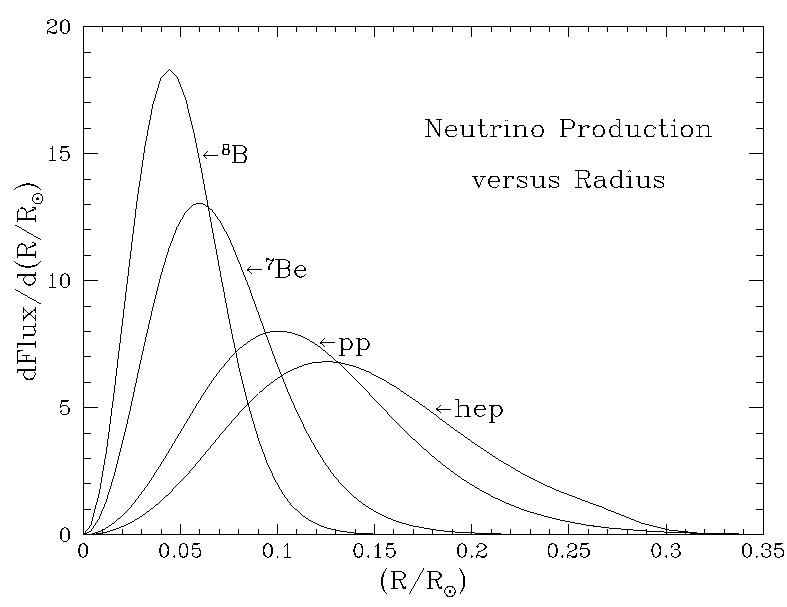 20
Neutrino Production
versus Radius
15
←⁸B
←⁷Be
10
←pp
←hep
5
0
dFlux/d(R/R☉)
0 0.05 0.1 0.15 0.2 0.25 0.3 0.35
(R/R☉)